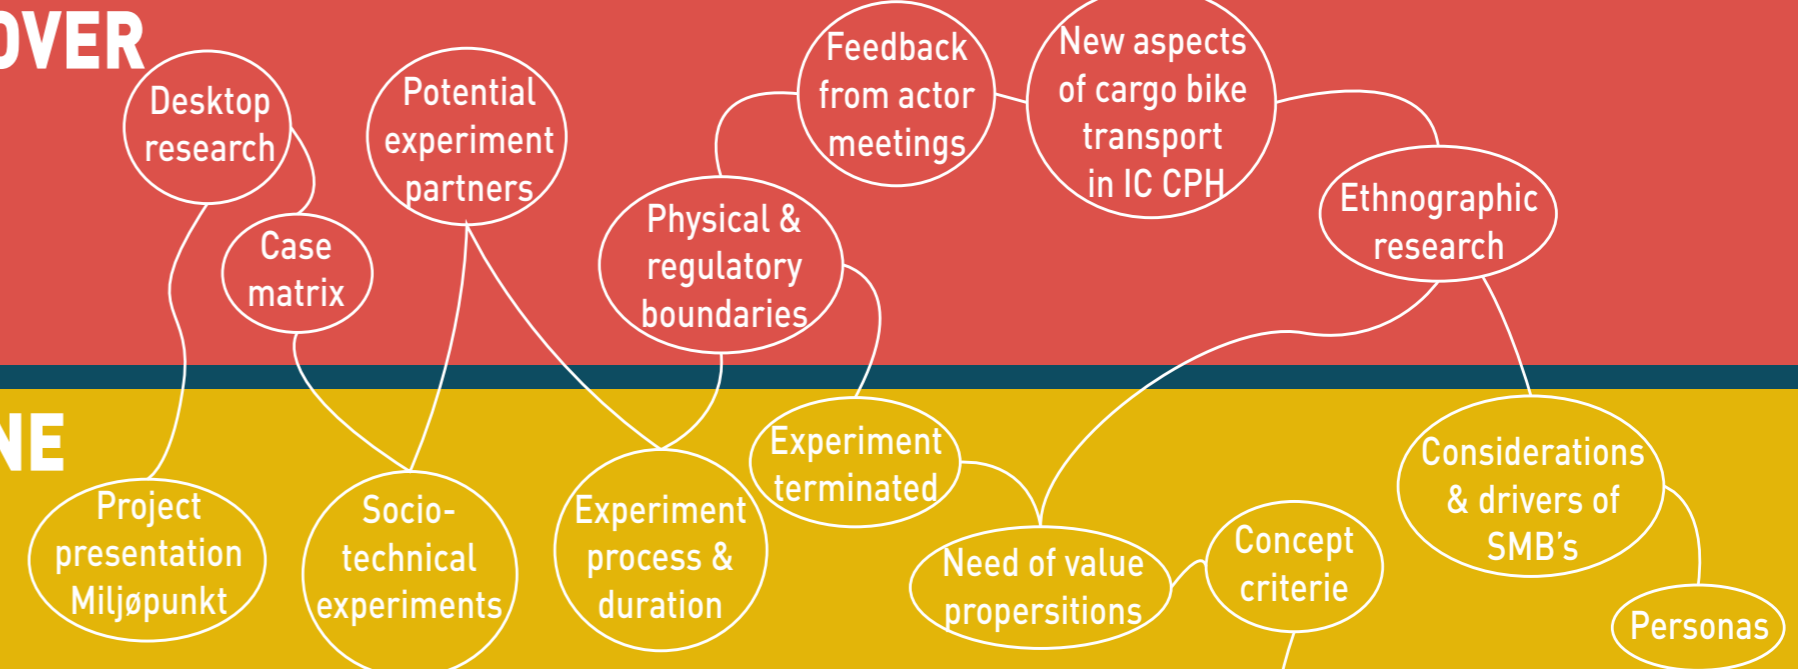 OVER
Desktop
research
Case
matrix
Potential
experiment
partners
Physical &
regulatory
boundaries
Feedback
from actor
meetings
New aspects
of cargo bike
transport
in IC CPH
Ethnographic
research
NE
Project
presentation
Miljøpunkt
Socio-
technical
experiments
Experiment
process &
duration
Experiment
terminated
Need of value
propersitions
Concept
criterie
Considerations
& drivers of
SMB's
Personas